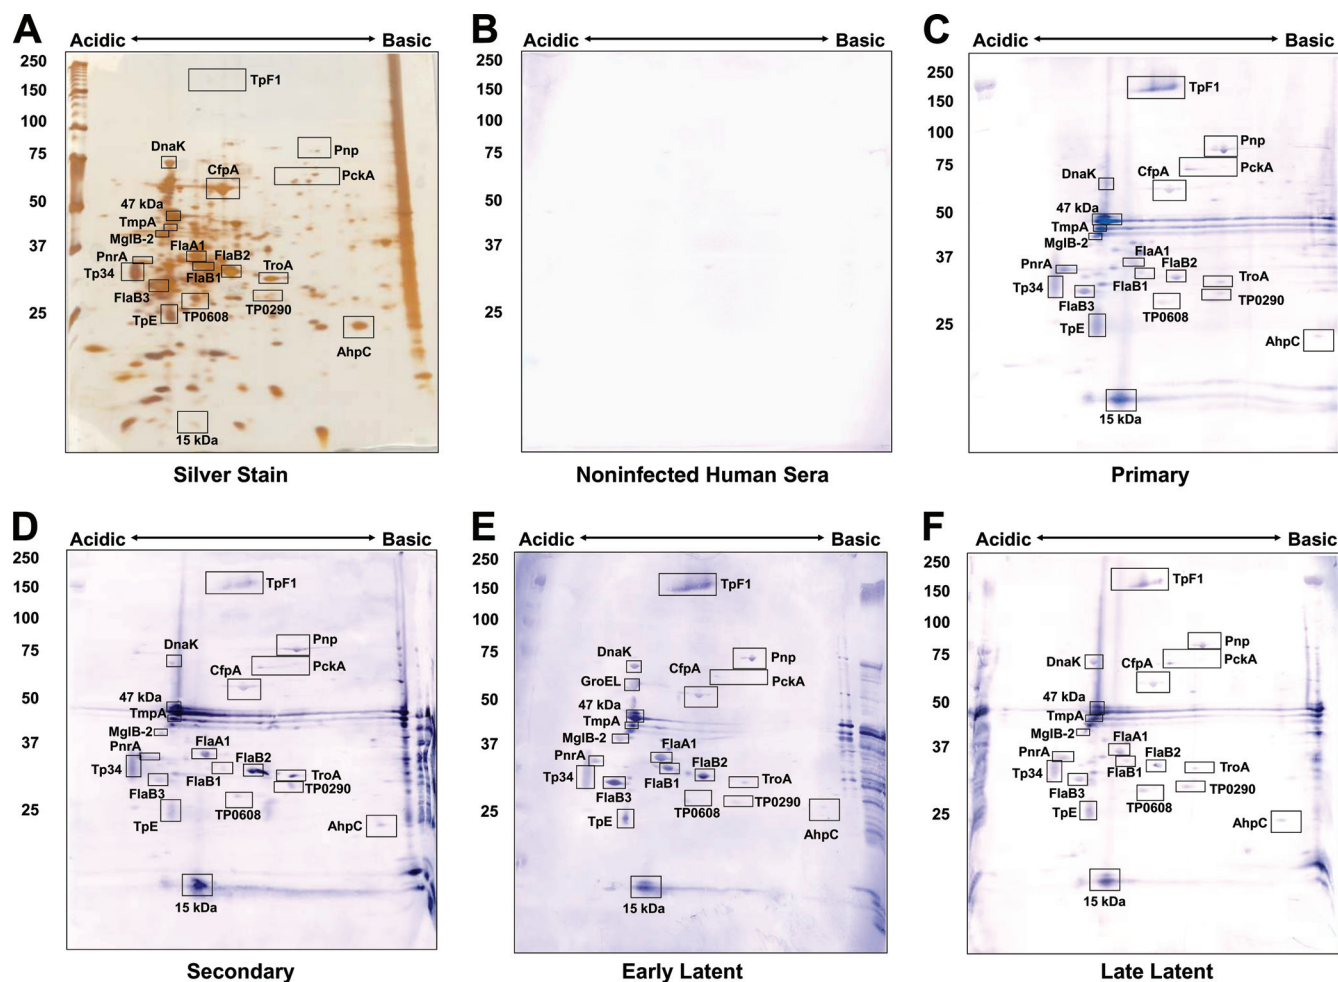 A
Acidic
Basic
250
150
100
75
50
37
25
TpF1
Pnp
DnaK
PckA
CfpA
47 kDa
TmpA
MglB-2
FlaA1
FlaB2
PnrA
TroA
Tp34
FlaB1
FlaB3
TP0290
TP0608
TpE
AhpC
15 kDa
Silver Stain
B
Acidic
Basic
250
150
100
75
50
37
25
Noninfected Human Sera
C
Acidic
Basic
250
150
100
75
50
37
25
TpF1
Pnp
PckA
DnaK
CfpA
47 kDa
TmpA
MglB-2
FlaA1
PnrA
FlaB2
TroA
Tp34
FlaB1
TP0290
FlaB3
TP0608
TpE
AhpC
15 kDa
Primary
D
Acidic
Basic
250
150
100
75
50
37
25
TpF1
Pnp
DnaK
PckA
CfpA
47 kDa
TmpA
MglB-2
FlaA1
PnrA
FlaB2
Tp34
TroA
FlaB1
FlaB3
TP0290
TP0608
TpE
AhpC
15 kDa
Secondary
E
Acidic
Basic
250
150
100
75
50
37
25
TpF1
DnaK
Pnp
GroEL
PckA
CfpA
47 kDa
TmpA
MglB-2
FlaA1
PnrA
FlaB2
Tp34
TroA
FlaB1
FlaB3
TP0290
TP0608
TpE
AhpC
15 kDa
Early Latent
F
Acidic
Basic
250
150
100
75
50
37
25
TpF1
Pnp
DnaK
PckA
CfpA
47 kDa
TmpA
MglB-2
FlaA1
PnrA
FlaB2
Tp34
TroA
FlaB1
FlaB3
TP0290
TP0608
TpE
AhpC
15 kDa
Late Latent